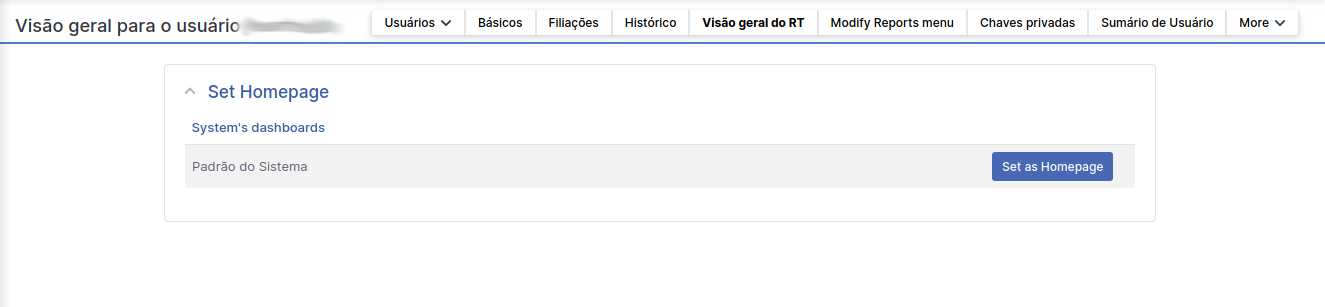 Visão geral para o usuário
Usuários Básicos Filiações Histórico Visão geral do RT Modify Reports menu Chaves privadas Sumário de Usuário More
Set Homepage
System's dashboards
Padrão do Sistema Set as Homepage